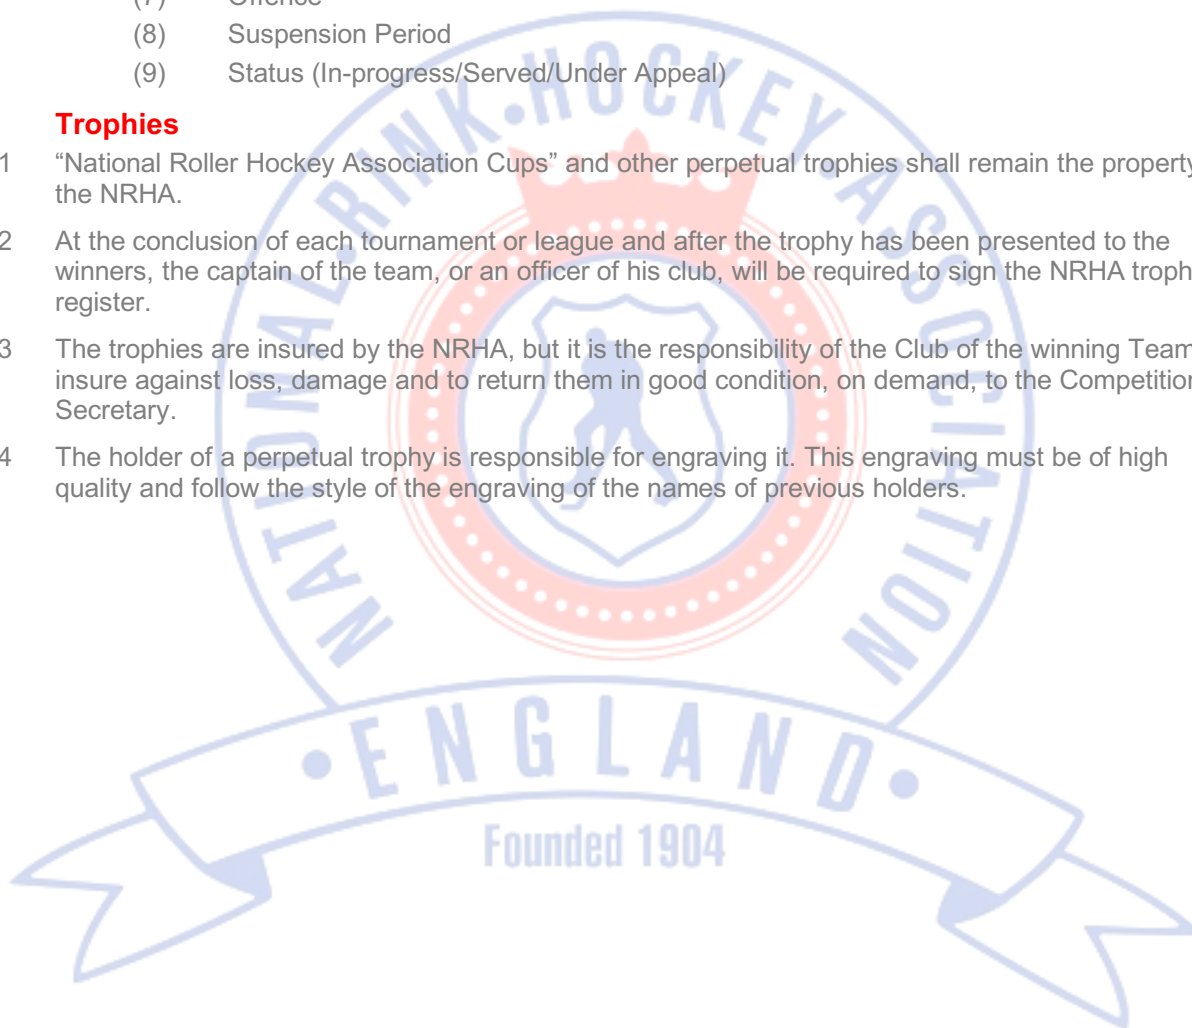 (7) Offence
(8) Suspension Period
(9) Status (In-progress/Served/Under Appeal)
Trophies
1 “National Roller Hockey Association Cups” and other perpetual trophies shall remain the property
the NRHA.
2 At the conclusion of each tournament or league and after the trophy has been presented to the
winners, the captain of the team, or an officer of his club, will be required to sign the NRHA troph
register.
3 The trophies are insured by the NRHA, but it is the responsibility of the Club of the winning Team
insure against loss, damage and to return them in good condition, on demand, to the Competition
Secretary.
4 The holder of a perpetual trophy is responsible for engraving it. This engraving must be of high
quality and follow the style of the engraving of the names of previous holders.
NATIONAL•RINK•HOCKEY•ASSOCIATION
•ENGLAND•
Founded 1904